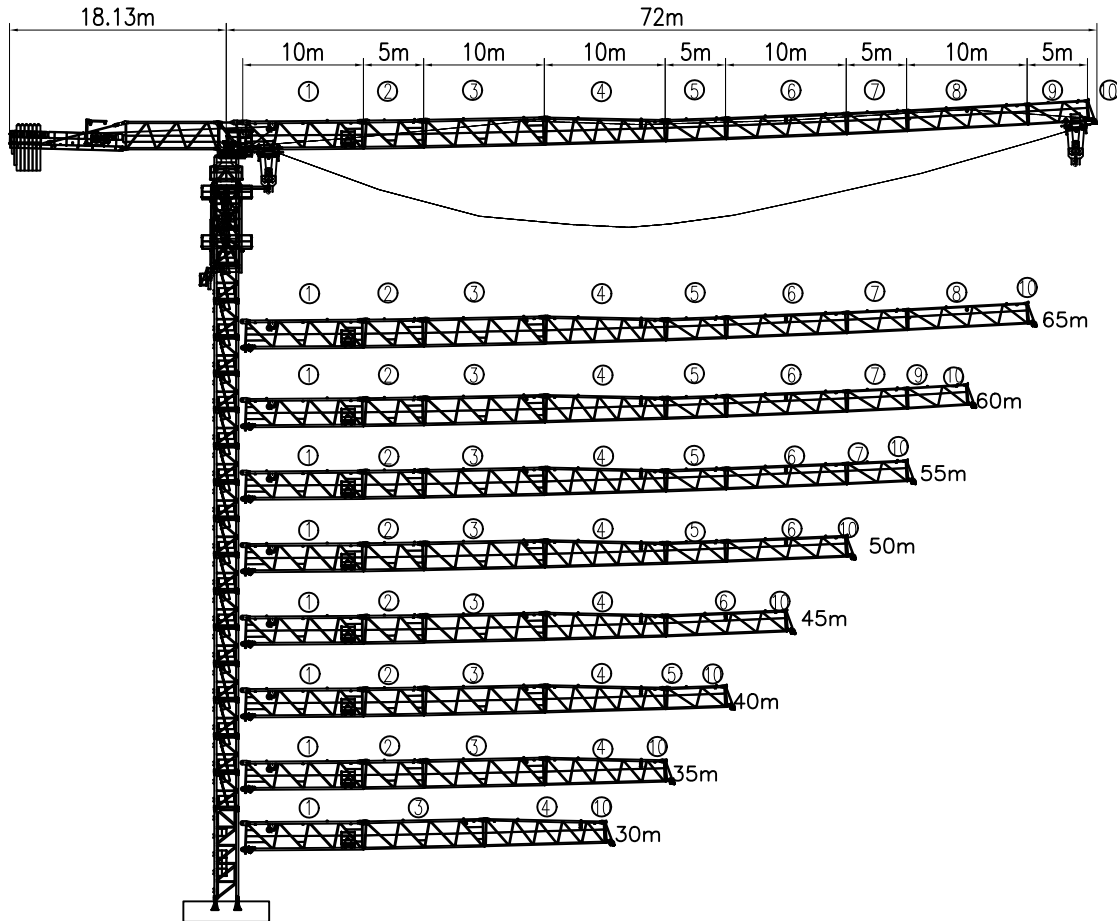 18.13m 72m
10m 5m 10m 10m 5m 10m 5m 10m 5m
① ② ③ ④ ⑤ ⑥ ⑦ ⑧ ⑨ ⑩
① ② ③ ④ ⑤ ⑥ ⑦ ⑧ ⑩
65m
① ② ③ ④ ⑤ ⑥ ⑦ ⑨ ⑩
60m
① ② ③ ④ ⑤ ⑥ ⑦ ⑩
55m
① ② ③ ④ ⑤ ⑥ ⑩
50m
① ② ③ ④ ⑥ ⑩
45m
① ② ③ ④ ⑤ ⑩
40m
① ② ③ ④ ⑩
35m
① ③ ④ ⑩
30m